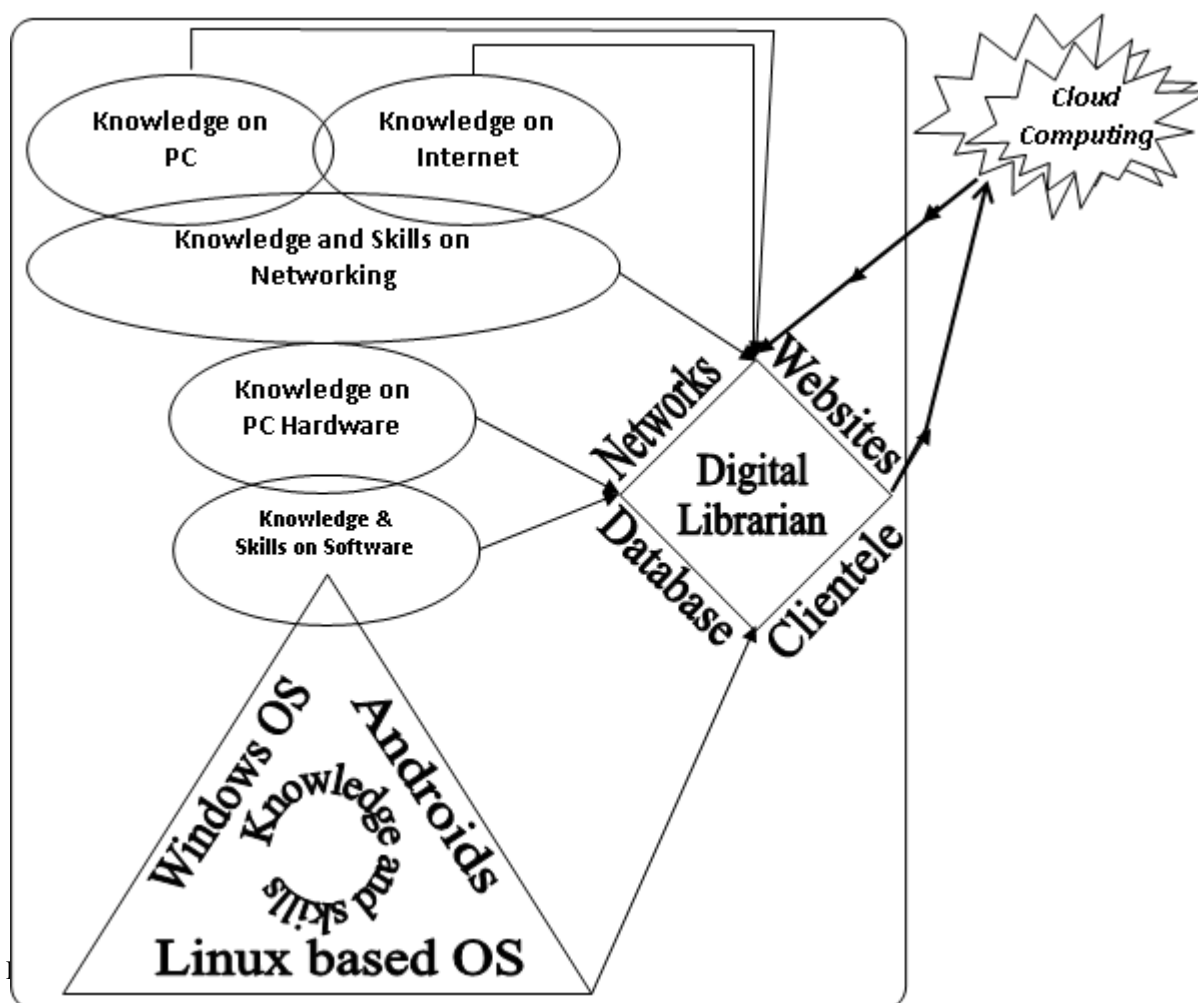 Knowledge on
PC
Knowledge on
Internet
Cloud
Computing
Knowledge and Skills on
Networking
Knowledge on
PC Hardware
Knowledge &
Skills on Software
Networks
Websites
Digital
Librarian
Database
Clientele
Windows OS
Androids
Knowledge and skills
Linux based OS